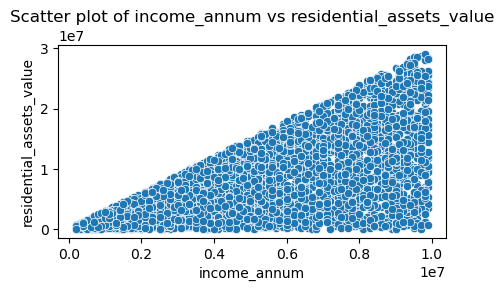 Scatter plot of income_annum vs residential_assets_value
1e7
3
2
1
0
residential_assets_value
0.0 0.2 0.4 0.6 0.8 1.0
1e7
income_annum